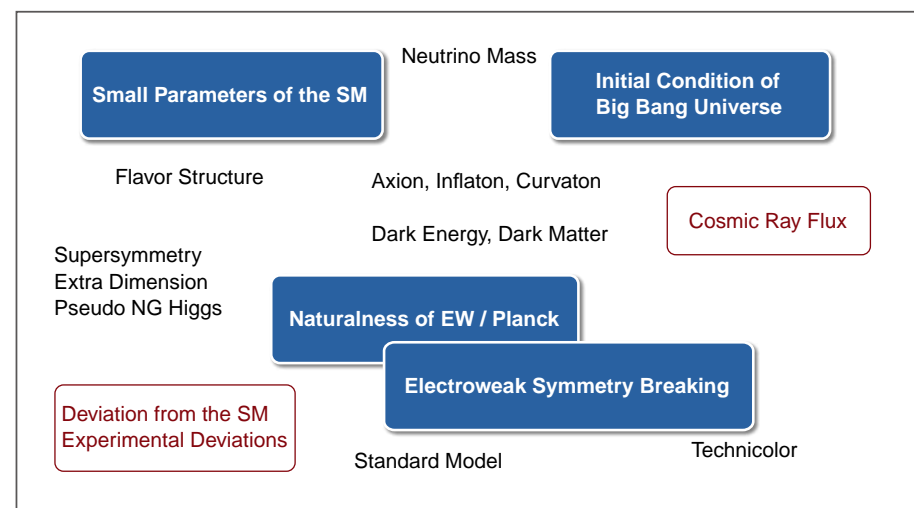 Neutrino Mass
Small Parameters of the SM
Initial Condition of
Big Bang Universe
Flavor Structure
Axion, Inflaton, Curvaton
Cosmic Ray Flux
Dark Energy, Dark Matter
Supersymmetry
Extra Dimension
Pseudo NG Higgs
Naturalness of EW / Planck
Electroweak Symmetry Breaking
Deviation from the SM
Experimental Deviations
Technicolor
Standard Model